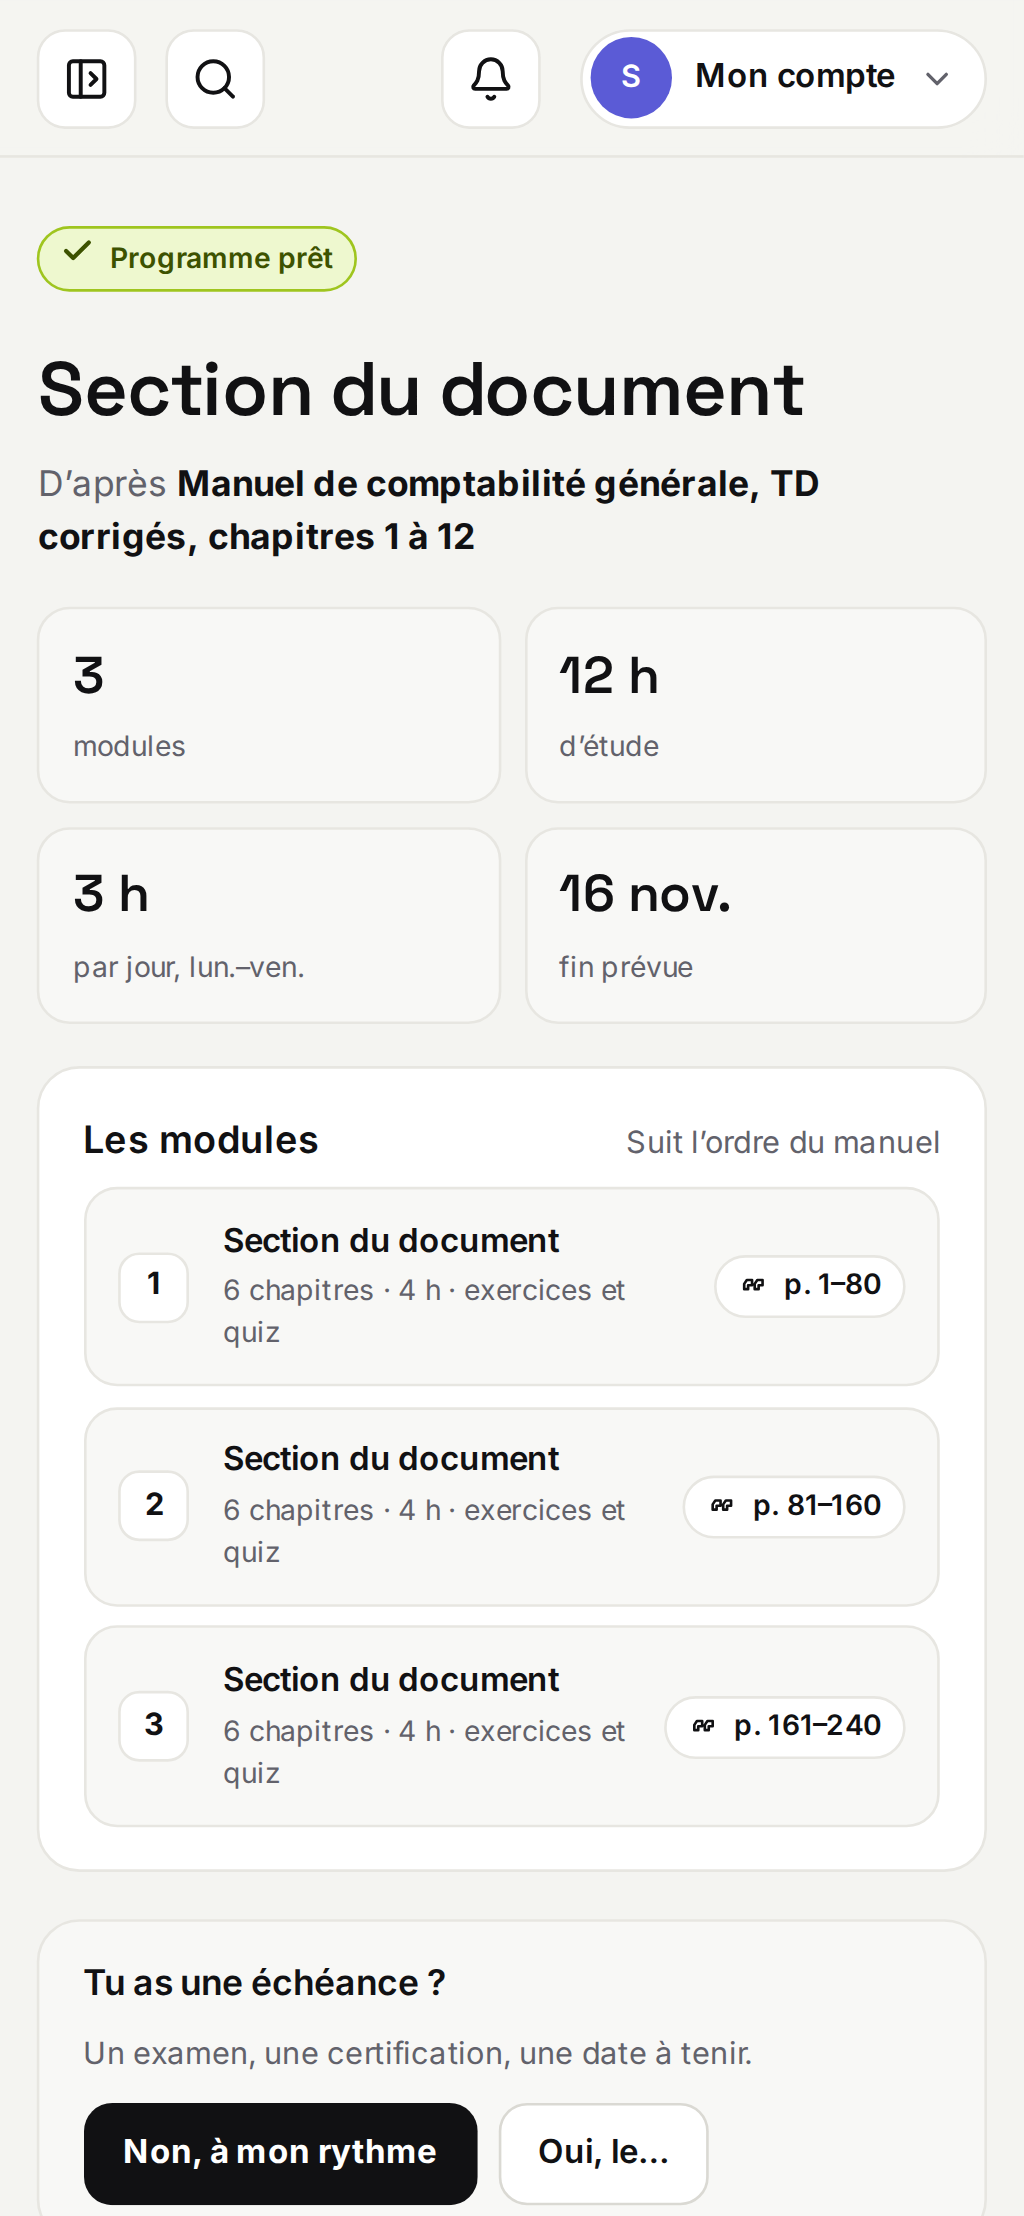 S
Mon compte
Programme prêt
Section du document
D’après Manuel de comptabilité générale, TD
corrigés, chapitres 1 à 12
3
modules
12 h
d’étude
3 h
par jour, lun.–ven.
16 nov.
fin prévue
Les modules
Suit l’ordre du manuel
1
Section du document
6 chapitres · 4 h · exercices et
quiz
p. 1–80
2
Section du document
6 chapitres · 4 h · exercices et
quiz
p. 81–160
3
Section du document
6 chapitres · 4 h · exercices et
quiz
p. 161–240
Tu as une échéance ?
Un examen, une certification, une date à tenir.
Non, à mon rythme
Oui, le...